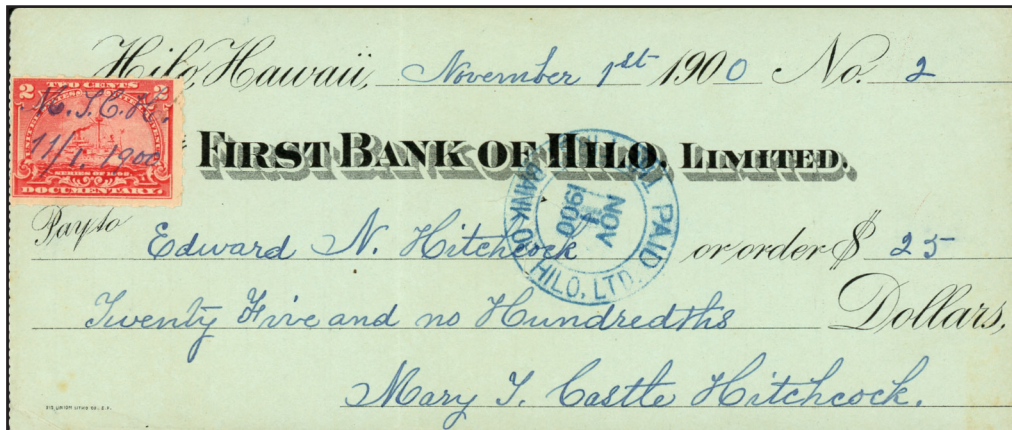 Hilo, Hawaii, November 1st 1900 No. 2
2 TWO CENTS 2
M. T. C. H.
11/1, 1900
SERIES OF 1898
DOCUMENTARY.
FIRST BANK OF HILO, LIMITED.
PAID
BANK OF HILO, LTD.
NOV
1
1900
Pay to Edward N. Hitchcock or order $ 25
Twenty Five and no Hundredths Dollars,
Mary T. Castle Hitchcock.